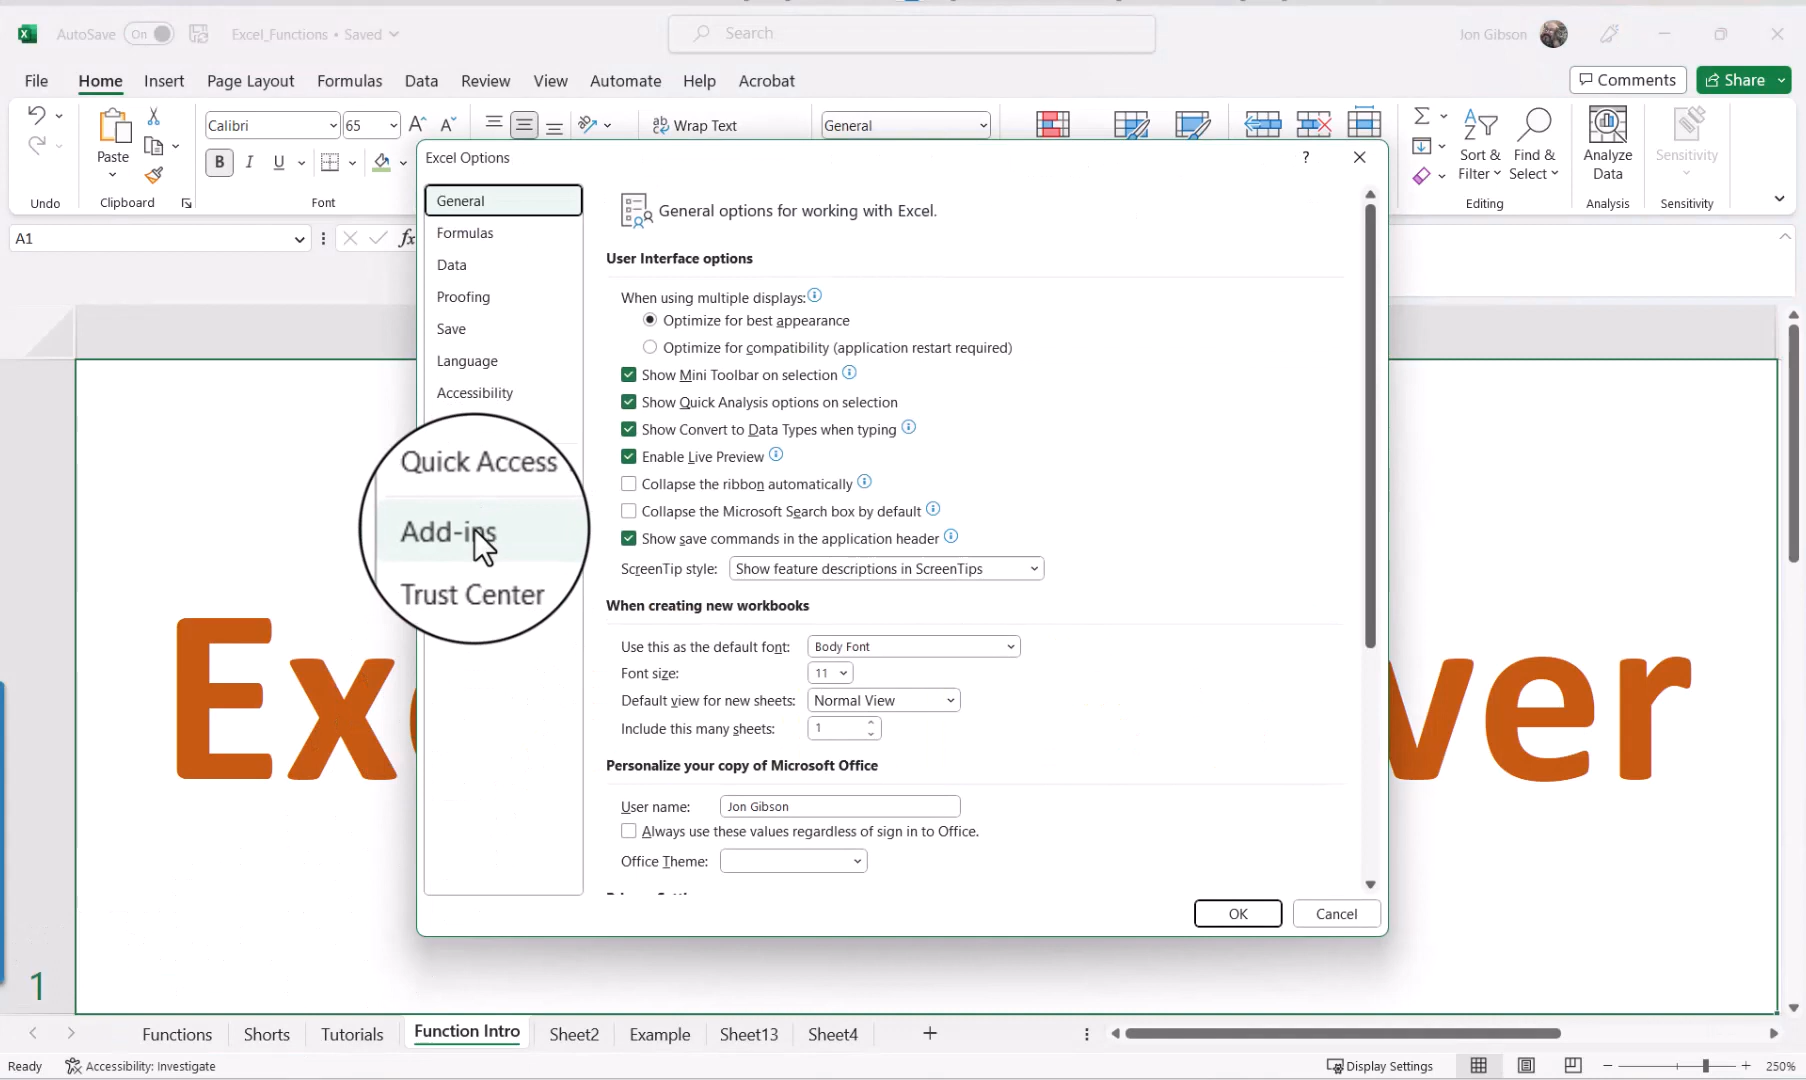 AutoSave On Excel_Functions • Saved Search Jon Gibson
File Home Insert Page Layout Formulas Data Review View Automate Help Acrobat Comments Share
Calibri 65 Wrap Text General
Paste B I U Sort & Filter Find & Select Analyze Data Sensitivity
Undo Clipboard Font Editing Analysis Sensitivity
A1 fx
Excel Options ?
General
Formulas
Data
Proofing
Save
Language
Accessibility
Quick Access
Add-ins
Trust Center
General options for working with Excel.
User Interface options
When using multiple displays:
Optimize for best appearance
Optimize for compatibility (application restart required)
Show Mini Toolbar on selection
Show Quick Analysis options on selection
Show Convert to Data Types when typing
Enable Live Preview
Collapse the ribbon automatically
Collapse the Microsoft Search box by default
Show save commands in the application header
ScreenTip style: Show feature descriptions in ScreenTips
When creating new workbooks
Use this as the default font: Body Font
Font size: 11
Default view for new sheets: Normal View
Include this many sheets: 1
Personalize your copy of Microsoft Office
User name: Jon Gibson
Always use these values regardless of sign in to Office.
Office Theme:
OK Cancel
Exc
ver
1
Functions Shorts Tutorials Function Intro Sheet2 Example Sheet13 Sheet4
Ready Accessibility: Investigate Display Settings 250%